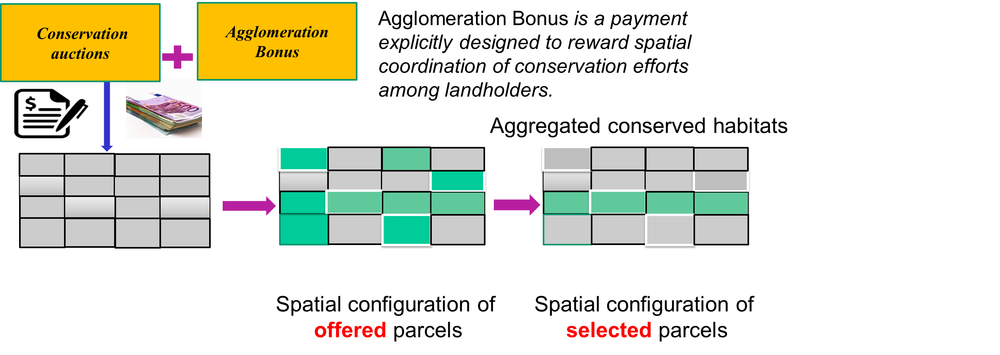 Conservation
auctions
Agglomeration
Bonus
Agglomeration Bonus is a payment
explicitly designed to reward spatial
coordination of conservation efforts
among landholders.
$
500
Aggregated conserved habitats
Spatial configuration of
offered parcels
Spatial configuration of
selected parcels